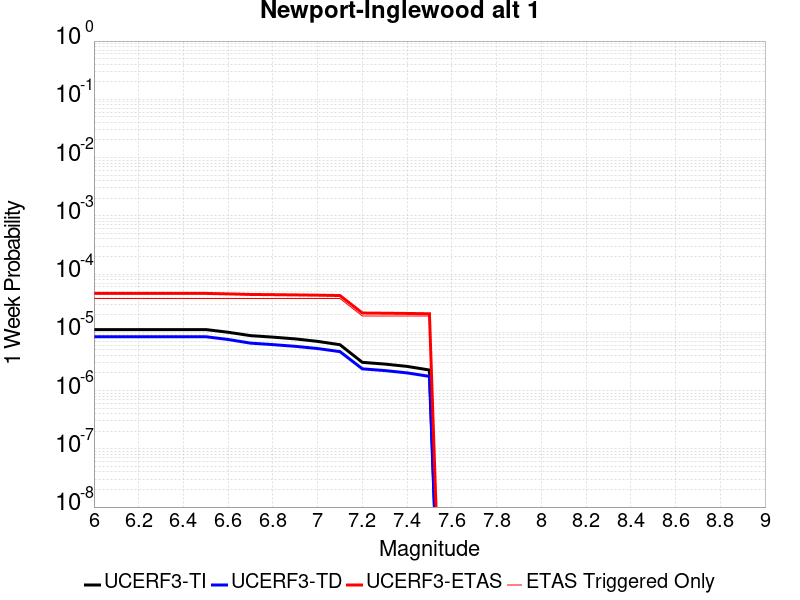 Newport-Inglewood alt 1
10^0
10^-1
10^-2
10^-3
10^-4
10^-5
10^-6
10^-7
10^-8
1 Week Probability
6 6.2 6.4 6.6 6.8 7 7.2 7.4 7.6 7.8 8 8.2 8.4 8.6 8.8 9
Magnitude
UCERF3-TI UCERF3-TD UCERF3-ETAS ETAS Triggered Only